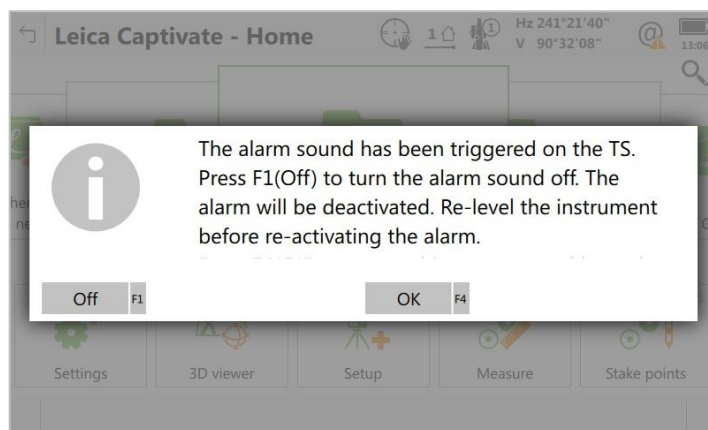 Leica Captivate - Home
1
1
Hz 241°21'40"
V 90°32'08"
13:06
The alarm sound has been triggered on the TS.
Press F1(Off) to turn the alarm sound off. The
alarm will be deactivated. Re-level the instrument
before re-activating the alarm.
Off F1
OK F4
Settings
3D viewer
Setup
Measure
Stake points